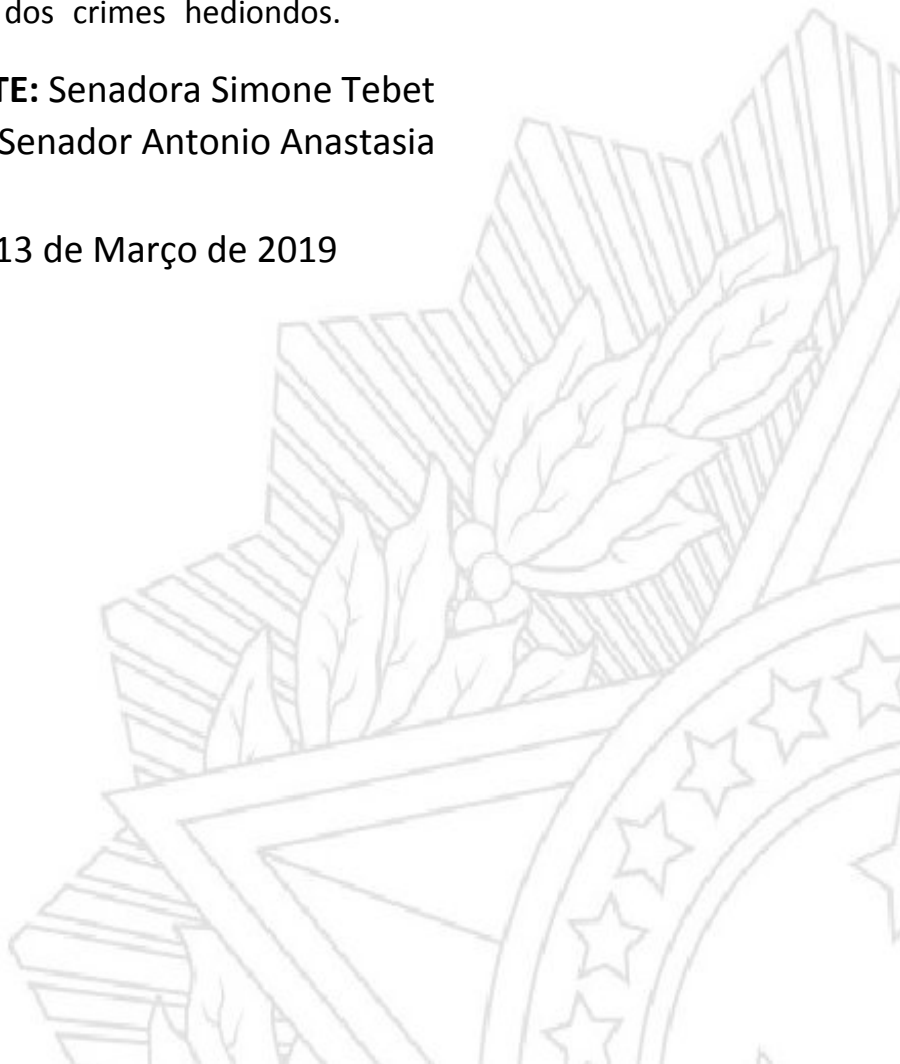 dos crimes hediondos.
TE: Senadora Simone Tebet
Senador Antonio Anastasia
13 de Março de 2019